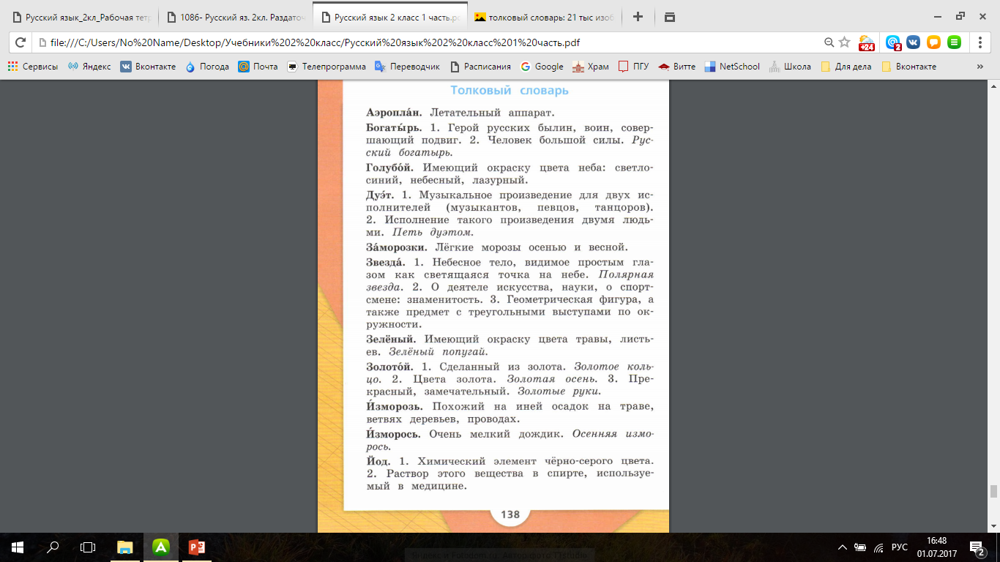 Русский язык_2кл_Рабочая тетр
1086- Русский яз. 2кл. Раздаточ
Русский язык 2 класс 1 часть.pd
толковый словарь: 21 тыс изоб
file:///C:/Users/No%20Name/Desktop/Учебники%202%20класс/Русский%20язык%202%20класс%201%20часть.pdf
+24
2
Сервисы Яндекс Вконтакте Погода Почта Телепрограмма Переводчик Расписания Google Храм ПГУ Витте NetSchool Школа Для дела Вконтакте »
Толковый словарь
Аэропла́н. Летательный аппарат.
Богаты́рь. 1. Герой русских былин, воин, совер-
шающий подвиг. 2. Человек большой силы. Рус-
ский богатырь.
Голубо́й. Имеющий окраску цвета неба: светло-
синий, небесный, лазурный.
Дуэ́т. 1. Музыкальное произведение для двух ис-
полнителей (музыкантов, певцов, танцоров).
2. Исполнение такого произведения двумя людь-
ми. Петь дуэтом.
За́морозки. Лёгкие морозы осенью и весной.
Звезда́. 1. Небесное тело, видимое простым гла-
зом как светящаяся точка на небе. Полярная
звезда. 2. О деятеле искусства, науки, о спорт-
смене: знаменитость. 3. Геометрическая фигура, а
также предмет с треугольными выступами по ок-
ружности.
Зелёный. Имеющий окраску цвета травы, листь-
ев. Зелёный попугай.
Золото́й. 1. Сделанный из золота. Золотое коль-
цо. 2. Цвета золота. Золотая осень. 3. Пре-
красный, замечательный. Золотые руки.
И́зморозь. Похожий на иней осадок на траве,
ветвях деревьев, проводах.
И́зморось. Очень мелкий дождик. Осенняя измо-
рось.
Йод. 1. Химический элемент чёрно-серого цвета.
2. Раствор этого вещества в спирте, используе-
мый в медицине.
138
РУС
16:48
01.07.2017
2